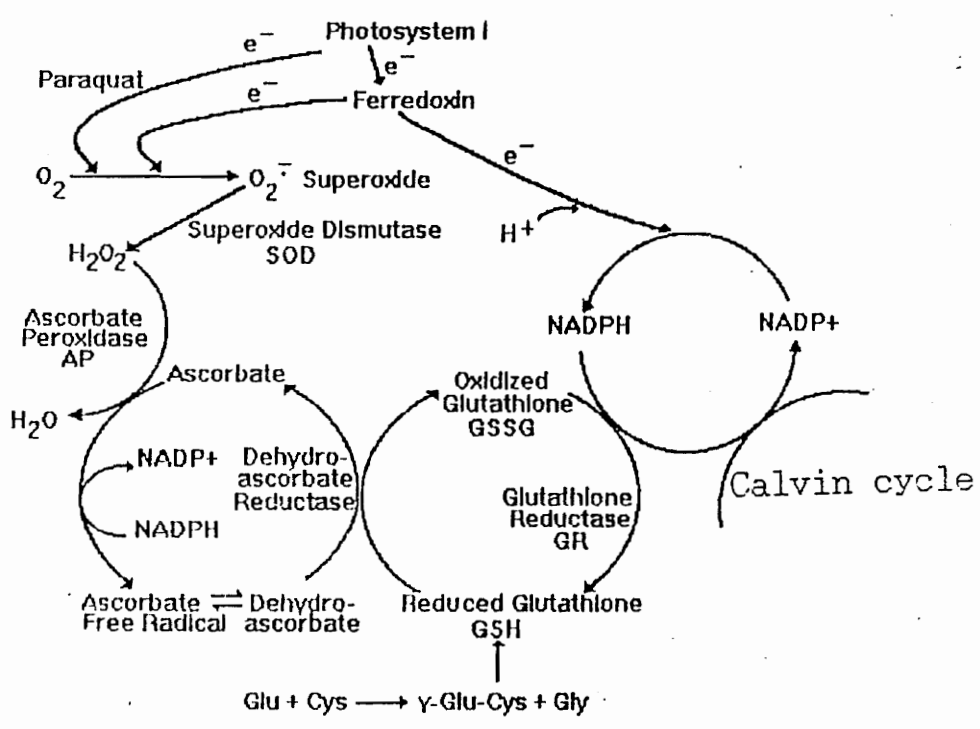 Photosystem I
e⁻
e⁻
Paraquat
e⁻
Ferredoxin
e⁻
O₂
O₂⁻· Superoxide
H+
Superoxide Dismutase
SOD
H₂O₂
Ascorbate
Peroxidase
AP
NADPH
NADP+
Ascorbate
H₂O
Oxidized
Glutathione
GSSG
NADP+
NADPH
Dehydro-
ascorbate
Reductase
Glutathione
Reductase
GR
Calvin cycle
Ascorbate ⇌ Dehydro-
Free Radical ascorbate
Reduced Glutathione
GSH
Glu + Cys → γ-Glu-Cys + Gly